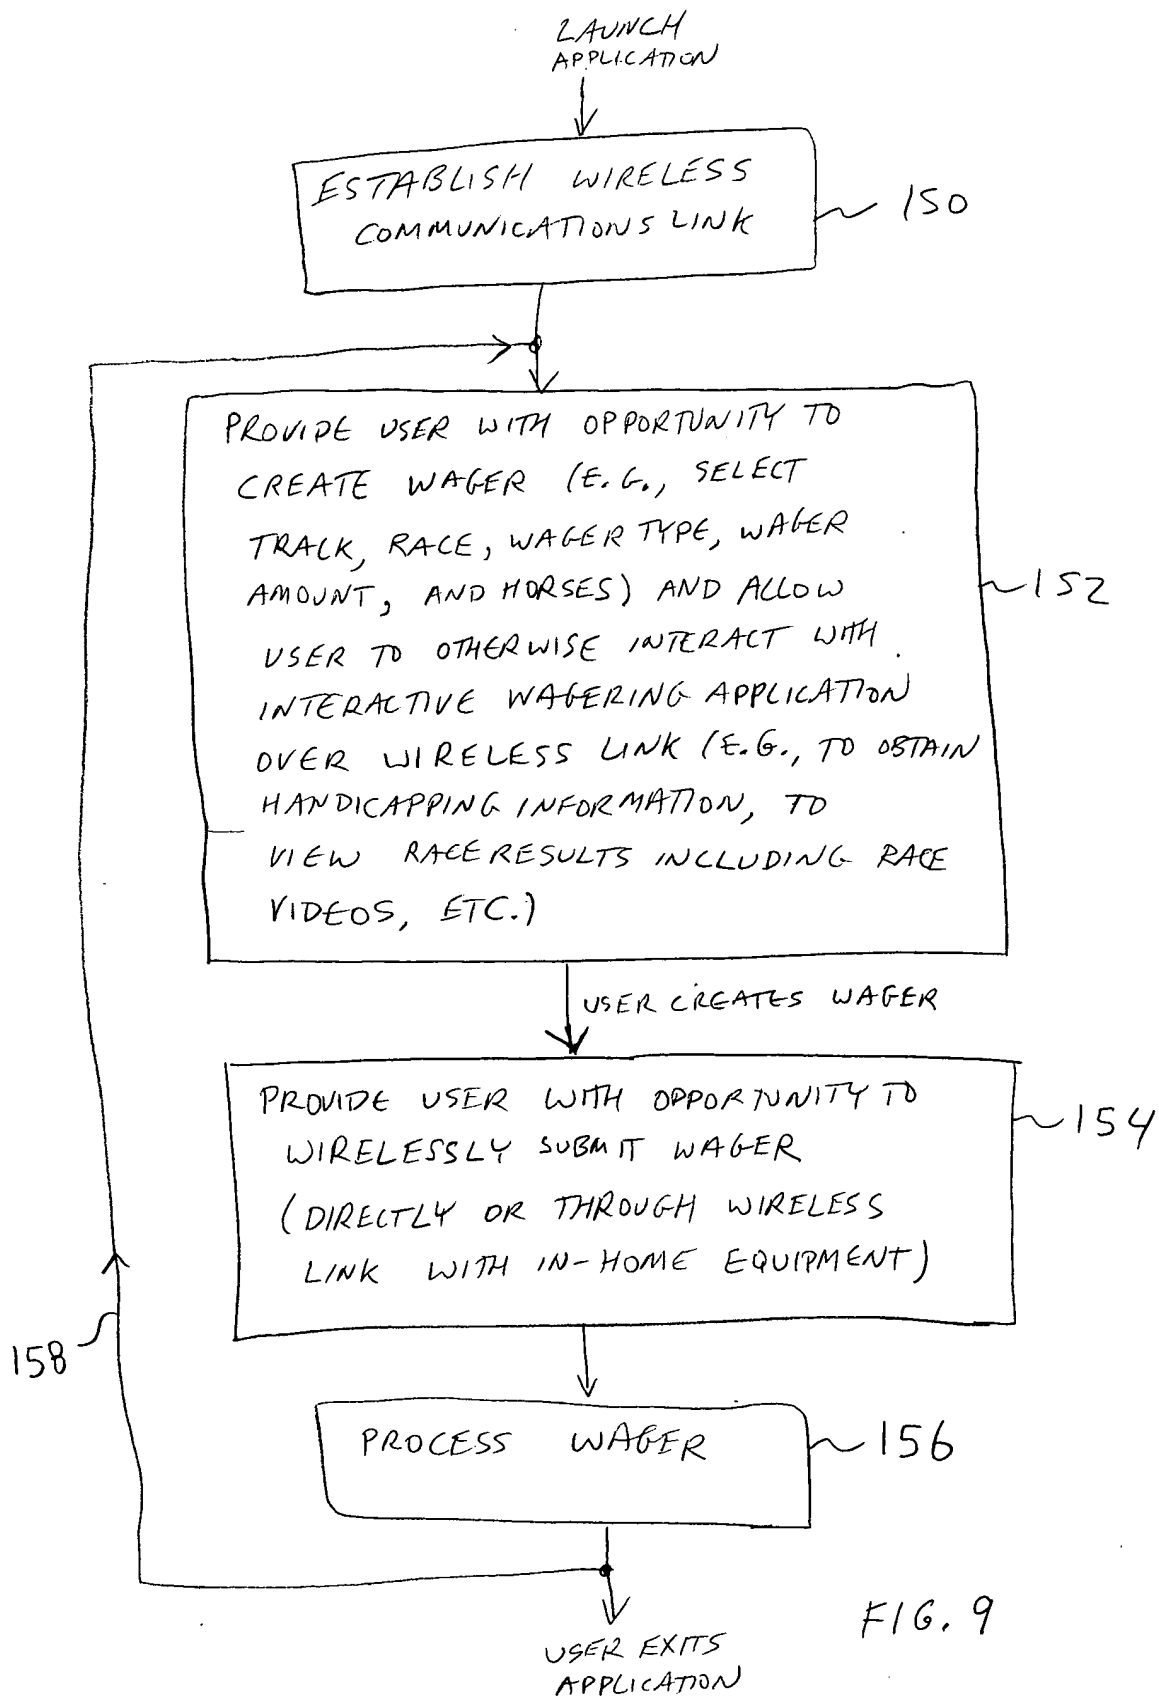 LAUNCH
APPLICATION
ESTABLISH WIRELESS
COMMUNICATIONS LINK
150
PROVIDE USER WITH OPPORTUNITY TO
CREATE WAGER (E.G., SELECT
TRACK, RACE, WAGER TYPE, WAGER
AMOUNT, AND HORSES) AND ALLOW
USER TO OTHERWISE INTERACT WITH
INTERACTIVE WAGERING APPLICATION
OVER WIRELESS LINK (E.G., TO OBTAIN
HANDICAPPING INFORMATION, TO
VIEW RACE RESULTS INCLUDING RACE
VIDEOS, ETC.)
152
USER CREATES WAGER
PROVIDE USER WITH OPPORTUNITY TO
WIRELESSLY SUBMIT WAGER
(DIRECTLY OR THROUGH WIRELESS
LINK WITH IN-HOME EQUIPMENT)
154
158
PROCESS WAGER
156
USER EXITS
APPLICATION
FIG. 9